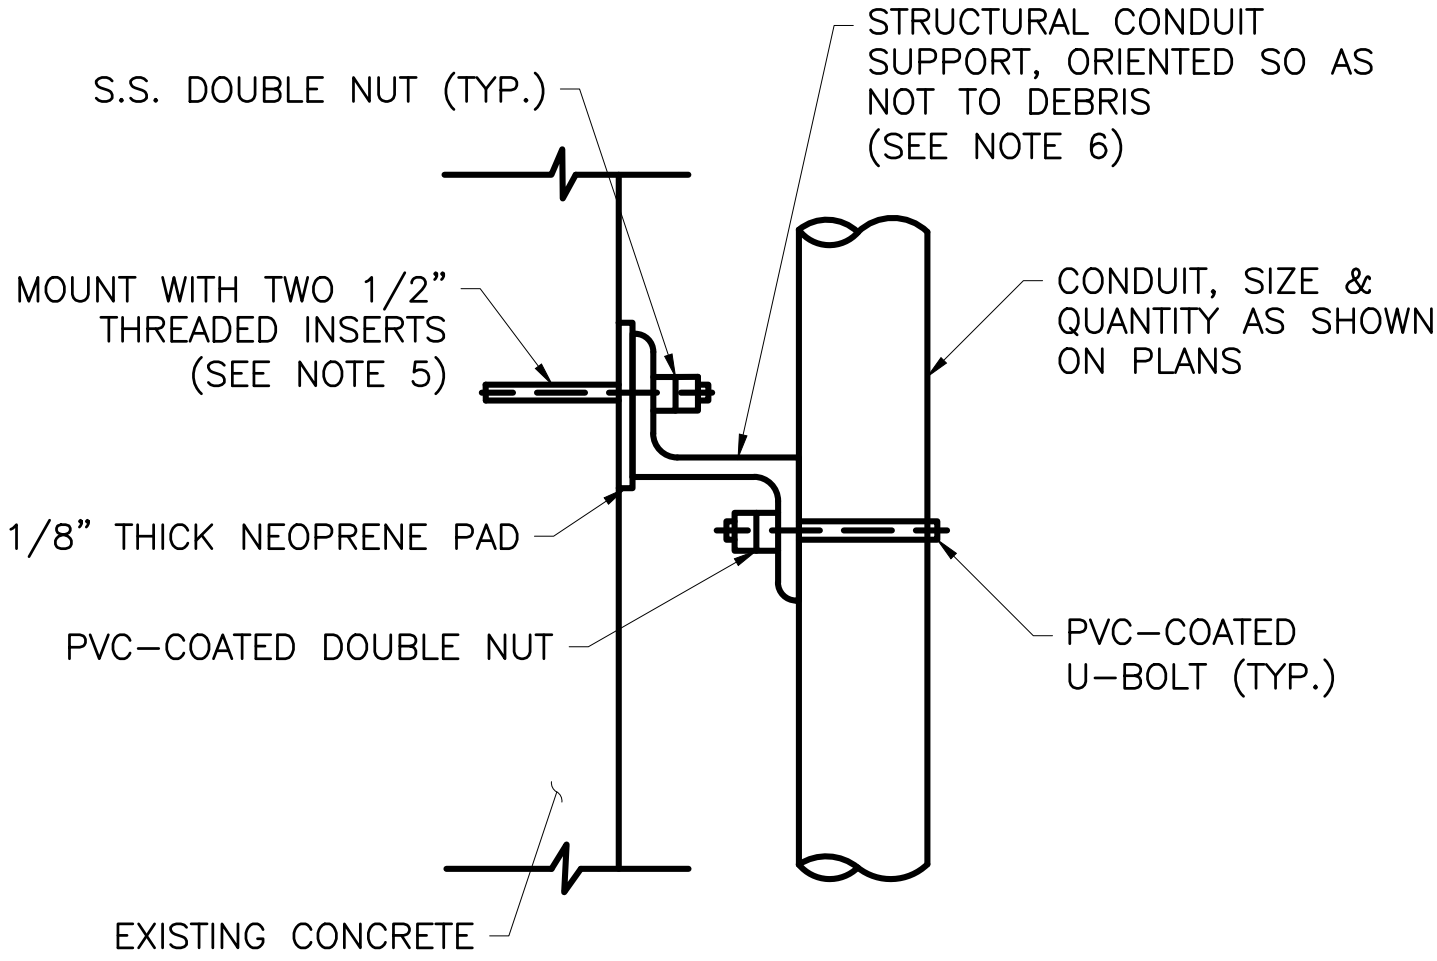 STRUCTURAL CONDUIT
SUPPORT, ORIENTED SO AS
NOT TO DEBRIS
(SEE NOTE 6)
S.S. DOUBLE NUT (TYP.)
MOUNT WITH TWO 1/2”
THREADED INSERTS
(SEE NOTE 5)
CONDUIT, SIZE &
QUANTITY AS SHOWN
ON PLANS
1/8” THICK NEOPRENE PAD
PVC-COATED DOUBLE NUT
PVC-COATED
U-BOLT (TYP.)
EXISTING CONCRETE